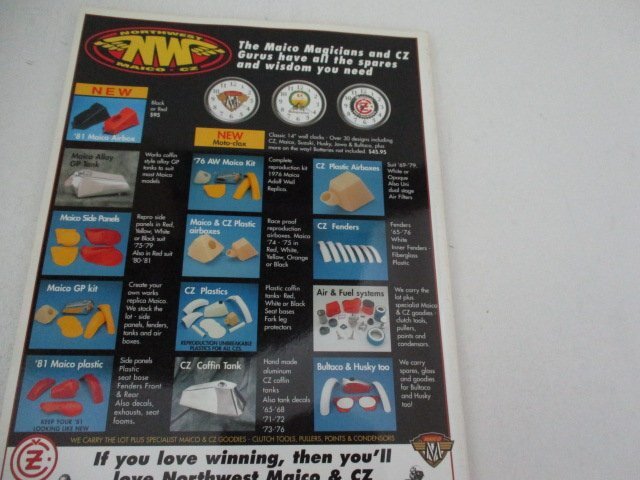 NORTHWEST
NW
MAICO · CZ
The Maico Magicians and CZ
Gurus have all the spares
and wisdom you need
NEW
'81 Maico Airbox
Black
or Red
$95
NEW
Moto-clox
Classic 14" wall clocks - Over 30 designs including
CZ, Maico, Suzuki, Husky, Jawa & Bultaco, plus
more on the way! Batteries not included. $45.95
Maico Alloy
GP Tank
Works coffin
style alloy GP
tanks to suit
most Maico
models
'76 AW Maico Kit
Complete
reproduction kit
1976 Maico
Adolf Weil
Replica
CZ Plastic Airboxes
Suit '69-'79,
White or
Opaque
Also Uni
dual stage
Air Filters
Maico Side Panels
Repro side
panels in Red,
Yellow, White
or Black suit
'75-'79
Also in Red suit
'80-'81
Maico & CZ Plastic
airboxes
Race proof
reproduction
airboxes. Maico
'74 - '75 in
Red, White,
Yellow, Orange
or Black
CZ Fenders
Fenders
'65-'76
White
Inner Fenders -
Fiberglass
Plastic
Maico GP kit
Create your
own works
replica Maico.
We stock the
lot - side
panels, fenders,
tanks and air
boxes.
CZ Plastics
REPRODUCTION UNBREAKABLE
PLASTICS FOR ALL CZS
Plastic coffin
tanks- Red,
White or Black
Seat bases
Fork leg
protectors
Air & Fuel systems
We carry the
lot plus
specialist Maico
& CZ goodies -
clutch tools,
pullers,
points and
condensors.
'81 Maico plastic
KEEP YOUR '81
LOOKING LIKE NEW
Side panels
Plastic
seat base
Fenders Front
& Rear
Also decals,
exhausts, seat
foams.
CZ Coffin Tank
Hand made
aluminum
CZ coffin
tanks
Also tank decals
'65-'68
'71-'72
'73-'76
Bultaco & Husky too
We carry
spares, glass
and goodies
for Bultaco
and Husky
too!
WE CARRY THE LOT PLUS SPECIALIST MAICO & CZ GOODIES - CLUTCH TOOLS, PULLERS, POINTS & CONDENSORS
CZ
MAICO
M
If you love winning, then you'll
love Northwest Maico & CZ